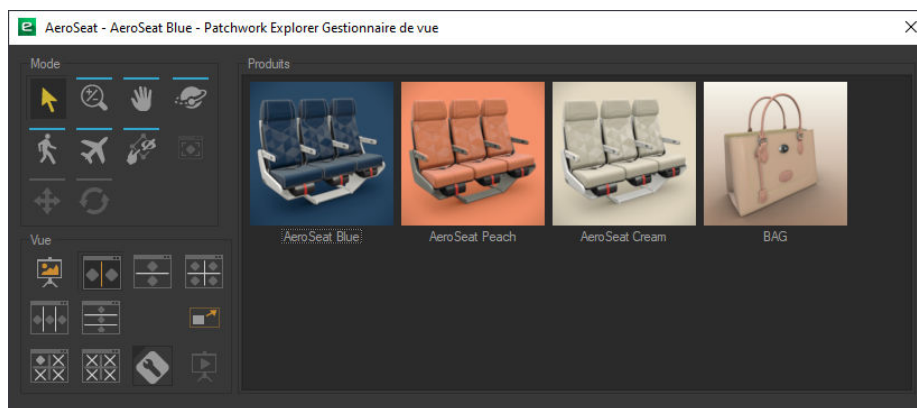 AeroSeat - AeroSeat Blue - Patchwork Explorer Gestionnaire de vue
Mode
Produits
AeroSeat Blue
AeroSeat Peach
AeroSeat Cream
BAG
Vue